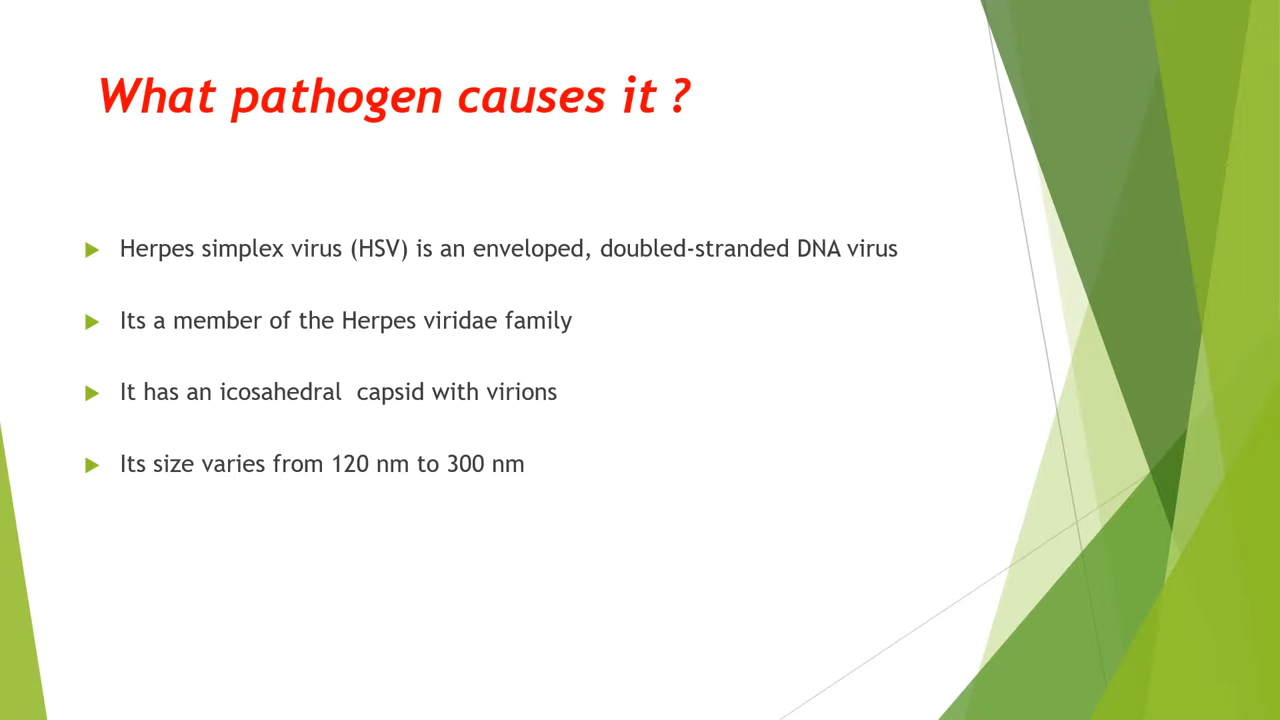 What pathogen causes it ?
Herpes simplex virus (HSV) is an enveloped, doubled-stranded DNA virus
Its a member of the Herpes viridae family
It has an icosahedral  capsid with virions
Its size varies from 120 nm to 300 nm